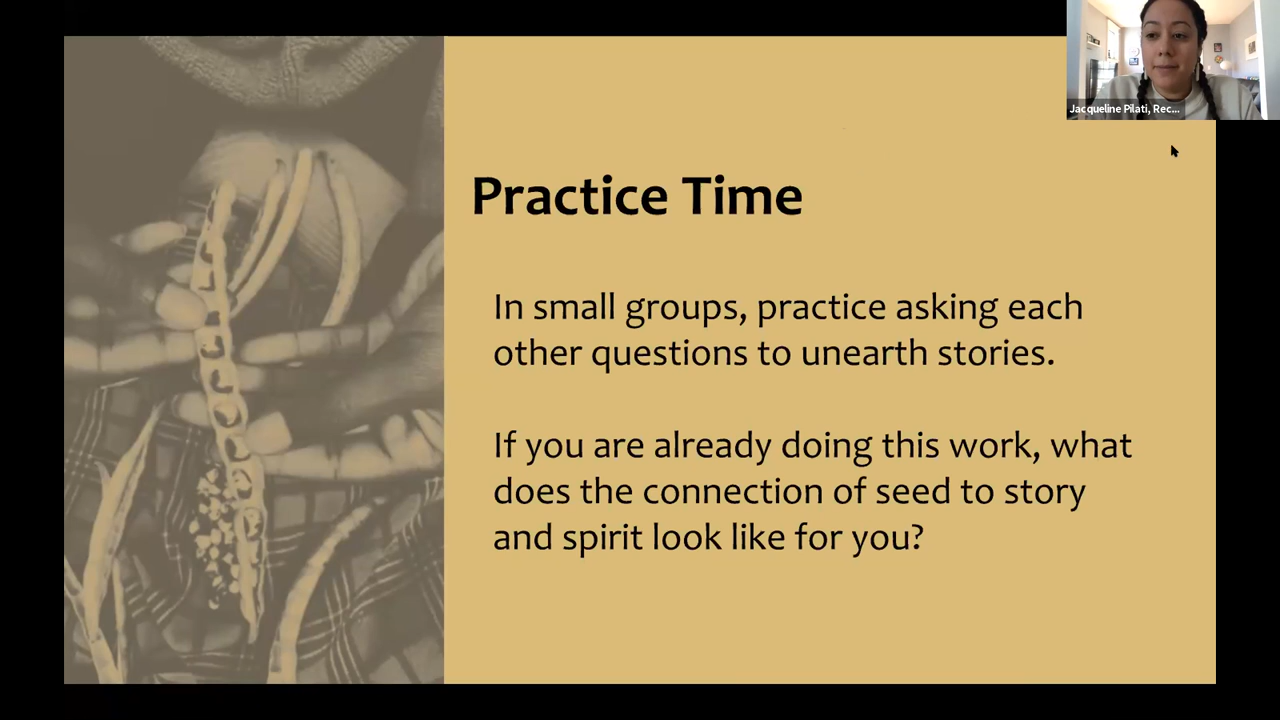 Jacqueline Pilati, Rec...
Practice Time
In small groups, practice asking each
other questions to unearth stories.
If you are already doing this work, what
does the connection of seed to story
and spirit look like for you?